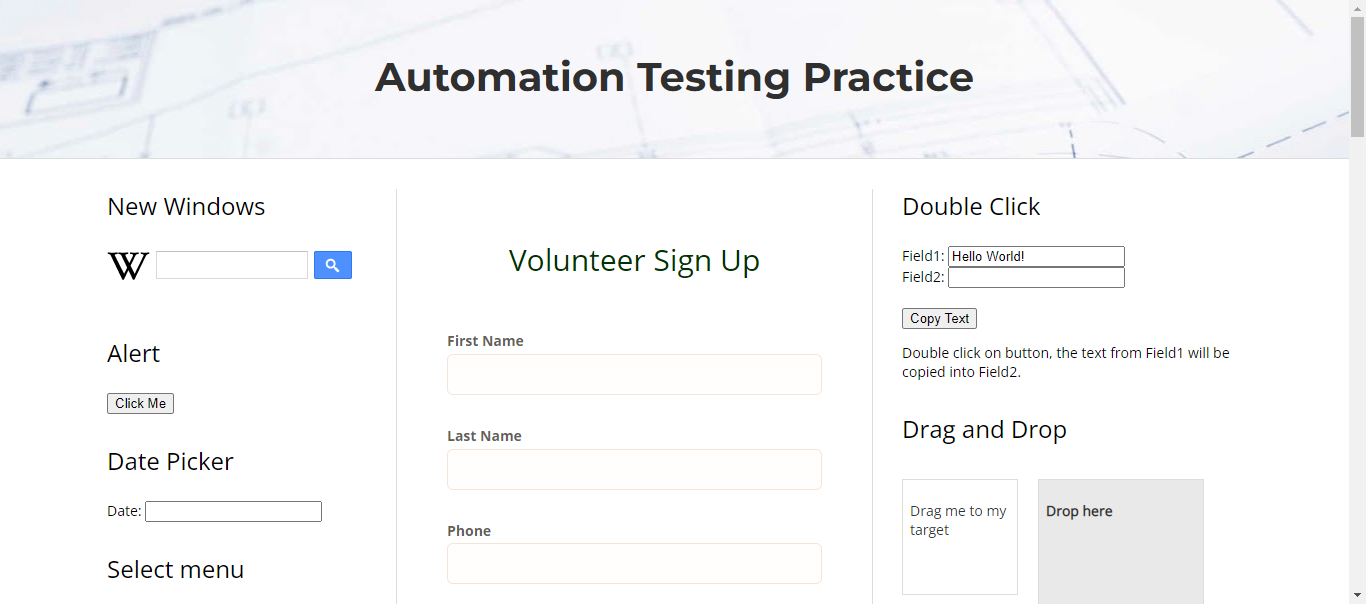 Automation Testing Practice
New Windows
W
Alert
Click Me
Date Picker
Date:
Select menu
Volunteer Sign Up
First Name
Last Name
Phone
Double Click
Field1: Hello World!
Field2:
Copy Text
Double click on button, the text from Field1 will be
copied into Field2.
Drag and Drop
Drag me to my
target
Drop here